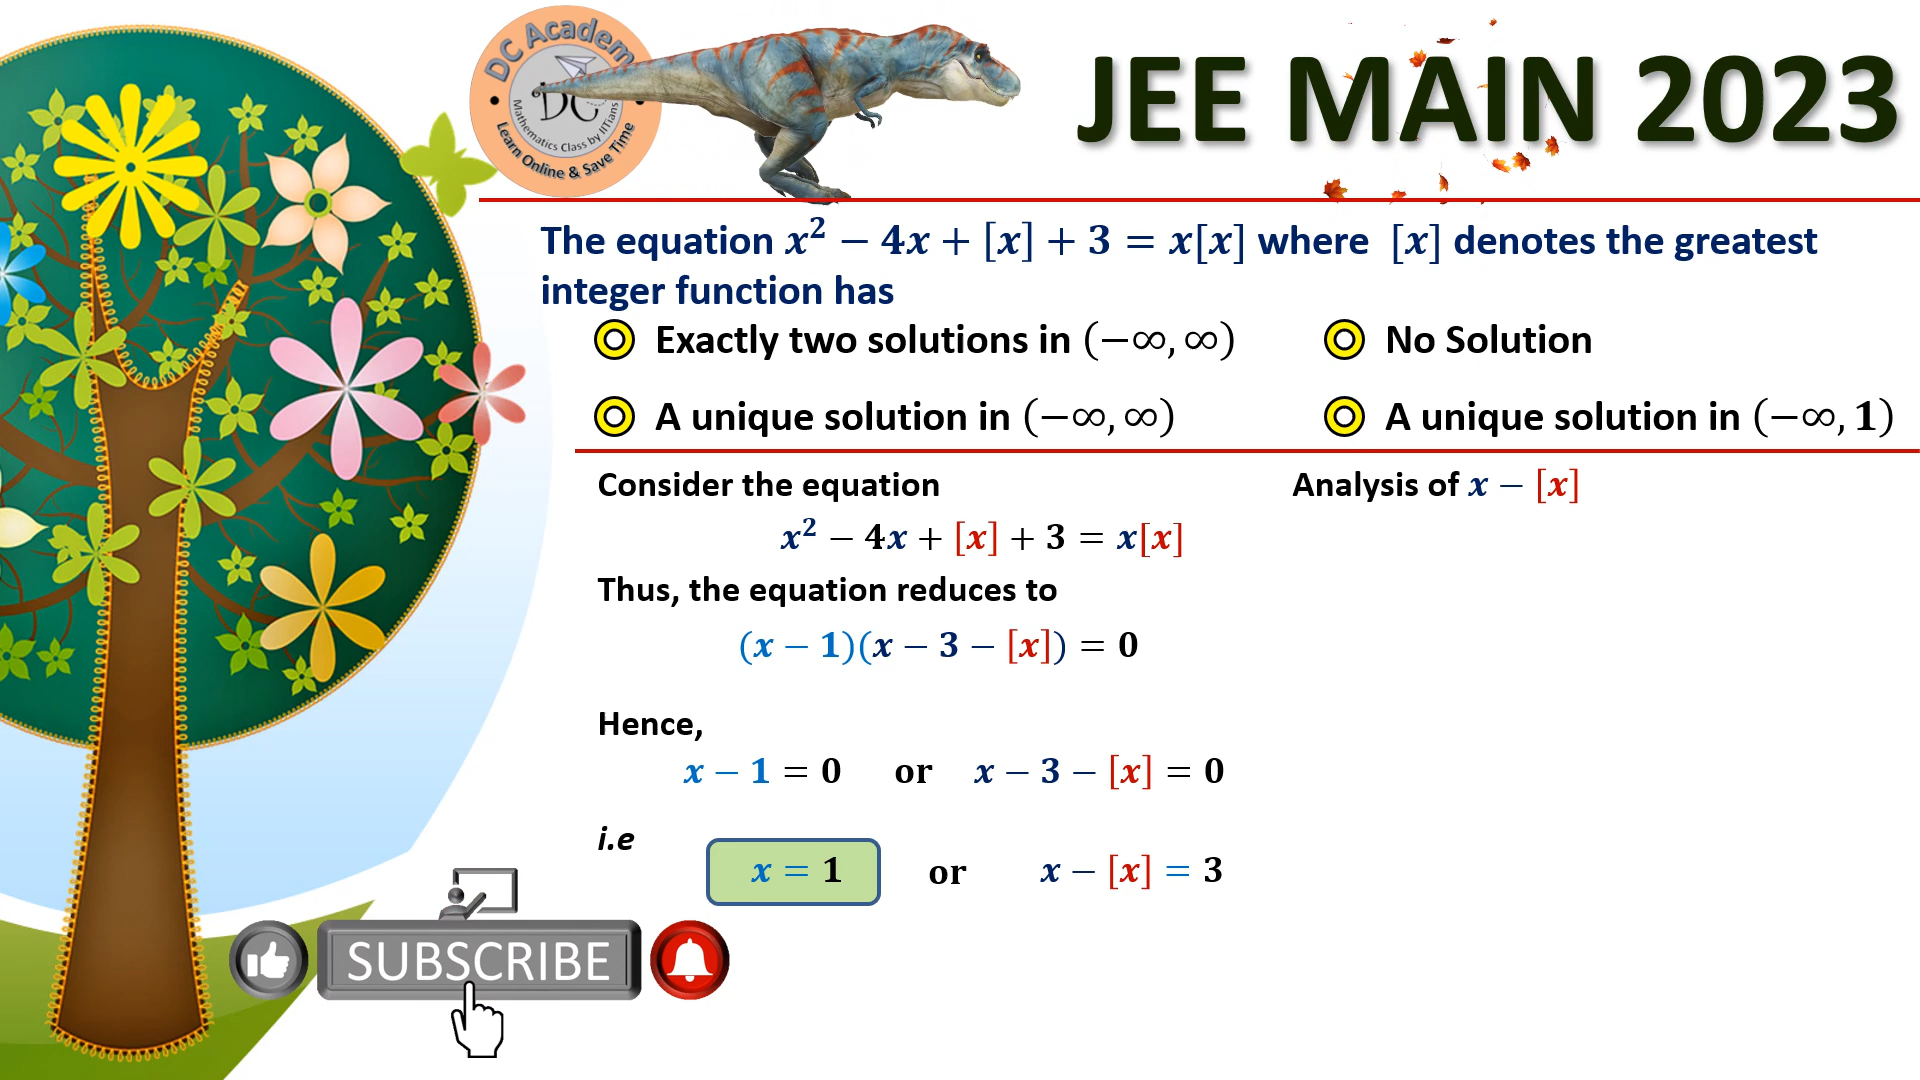 DC Academ
DC
Mathematics Class by IITians
Learn Online & Save Time
JEE MAIN 2023
The equation x² − 4x + [x] + 3 = x[x] where [x] denotes the greatest
integer function has
Exactly two solutions in (−∞, ∞)
No Solution
A unique solution in (−∞, ∞)
A unique solution in (−∞, 1)
Consider the equation
x² − 4x + [x] + 3 = x[x]
Thus, the equation reduces to
(x − 1)(x − 3 − [x]) = 0
Hence,
x − 1 = 0 or x − 3 − [x] = 0
i.e
x = 1 or x − [x] = 3
Analysis of x − [x]
SUBSCRIBE